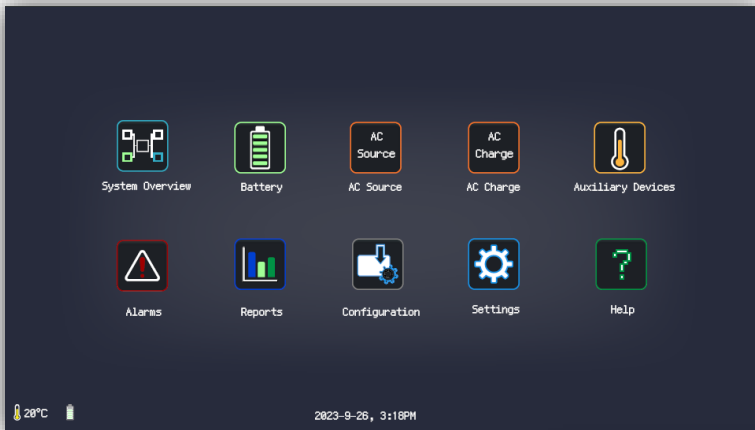 AC
Source
AC
Charge
System Overview
Battery
AC Source
AC Charge
Auxiliary Devices
?
Alarms
Reports
Configuration
Settings
Help
20°C
2023-9-26, 3:18PM